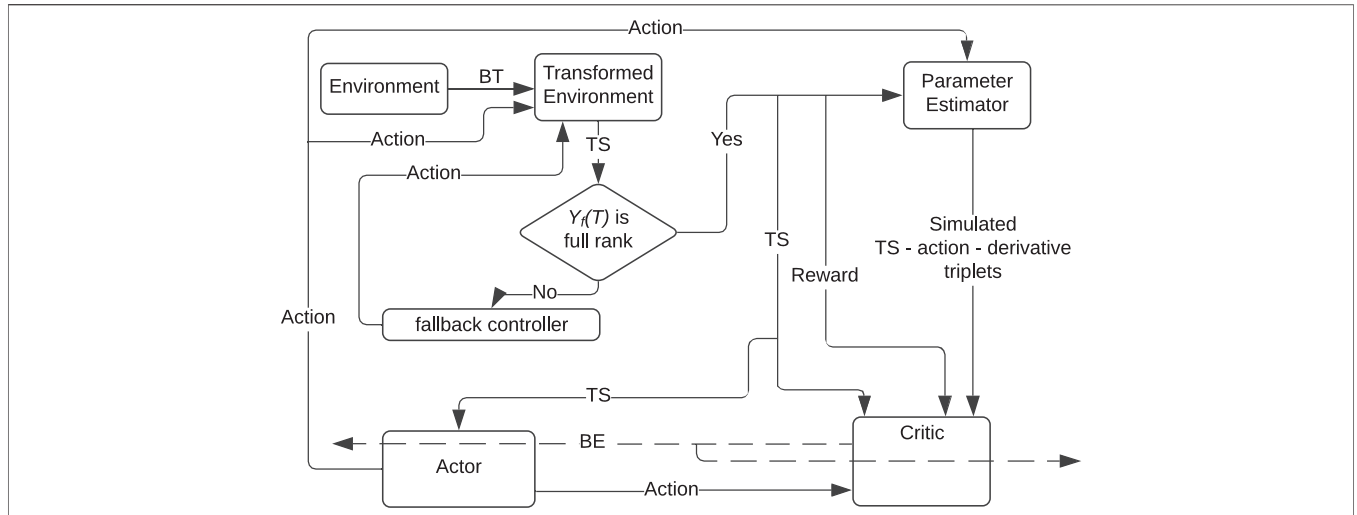 Action
Environment
BT
Transformed
Environment
Parameter
Estimator
Action
TS
Yes
Action
Y_f(T) is
full rank
TS
Simulated
TS - action - derivative
triplets
Reward
No
Action
fallback controller
TS
BE
Critic
Actor
Action